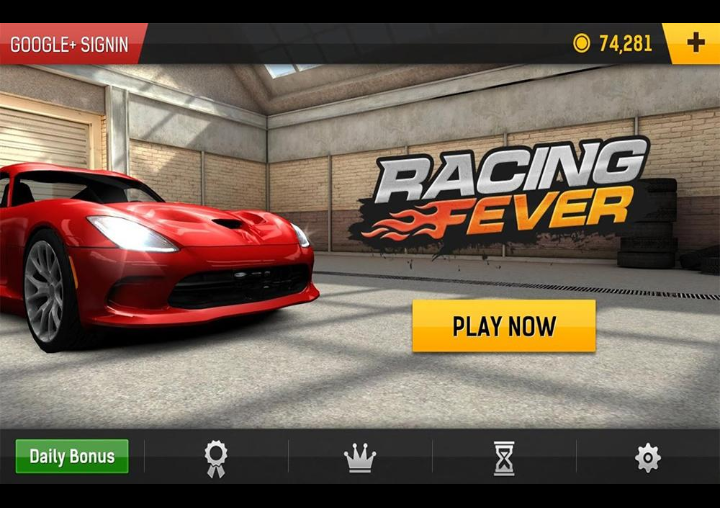 GOOGLE+ SIGNIN
74,281
RACING
FEVER
PLAY NOW
Daily Bonus